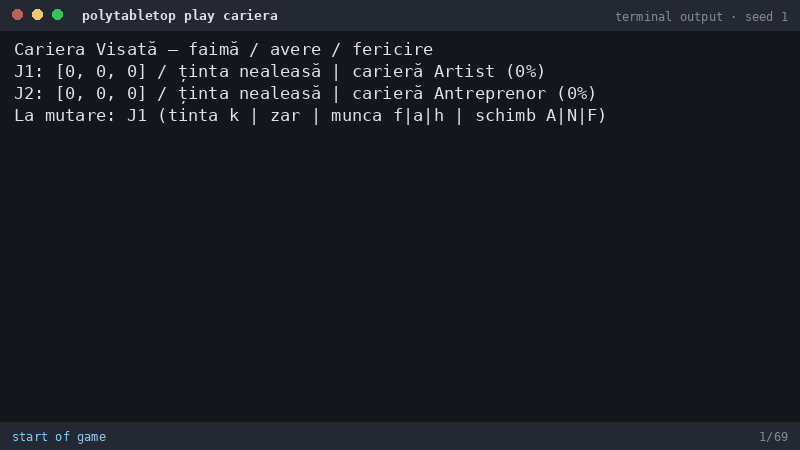 polytabletop play cariera
terminal output · seed 1
Cariera Visată — faimă / avere / fericire
J1: [0, 0, 0] / ținta nealeasă | carieră Artist (0%)
J2: [0, 0, 0] / ținta nealeasă | carieră Antreprenor (0%)
La mutare: J1 (tinta k | zar | munca f|a|h | schimb A|N|F)
start of game
1/69